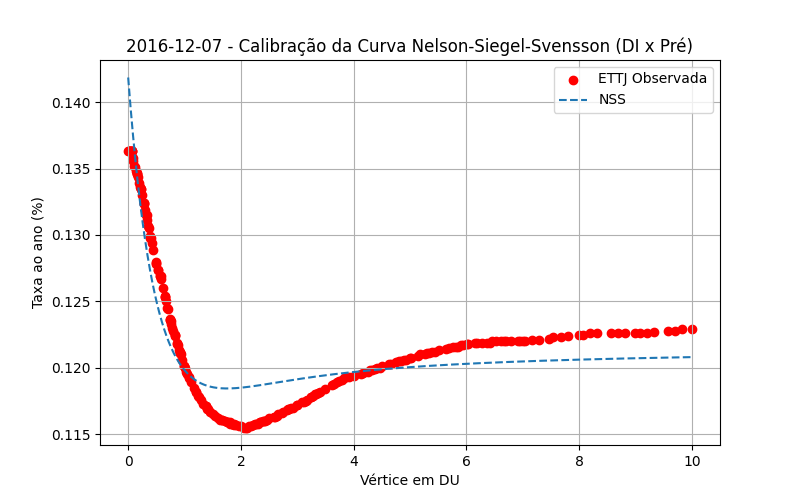 2016-12-07 - Calibração da Curva Nelson-Siegel-Svensson (DI x Pré)
ETTJ Observada
NSS
Taxa ao ano (%)
0.140
0.135
0.130
0.125
0.120
0.115
0 2 4 6 8 10
Vértice em DU